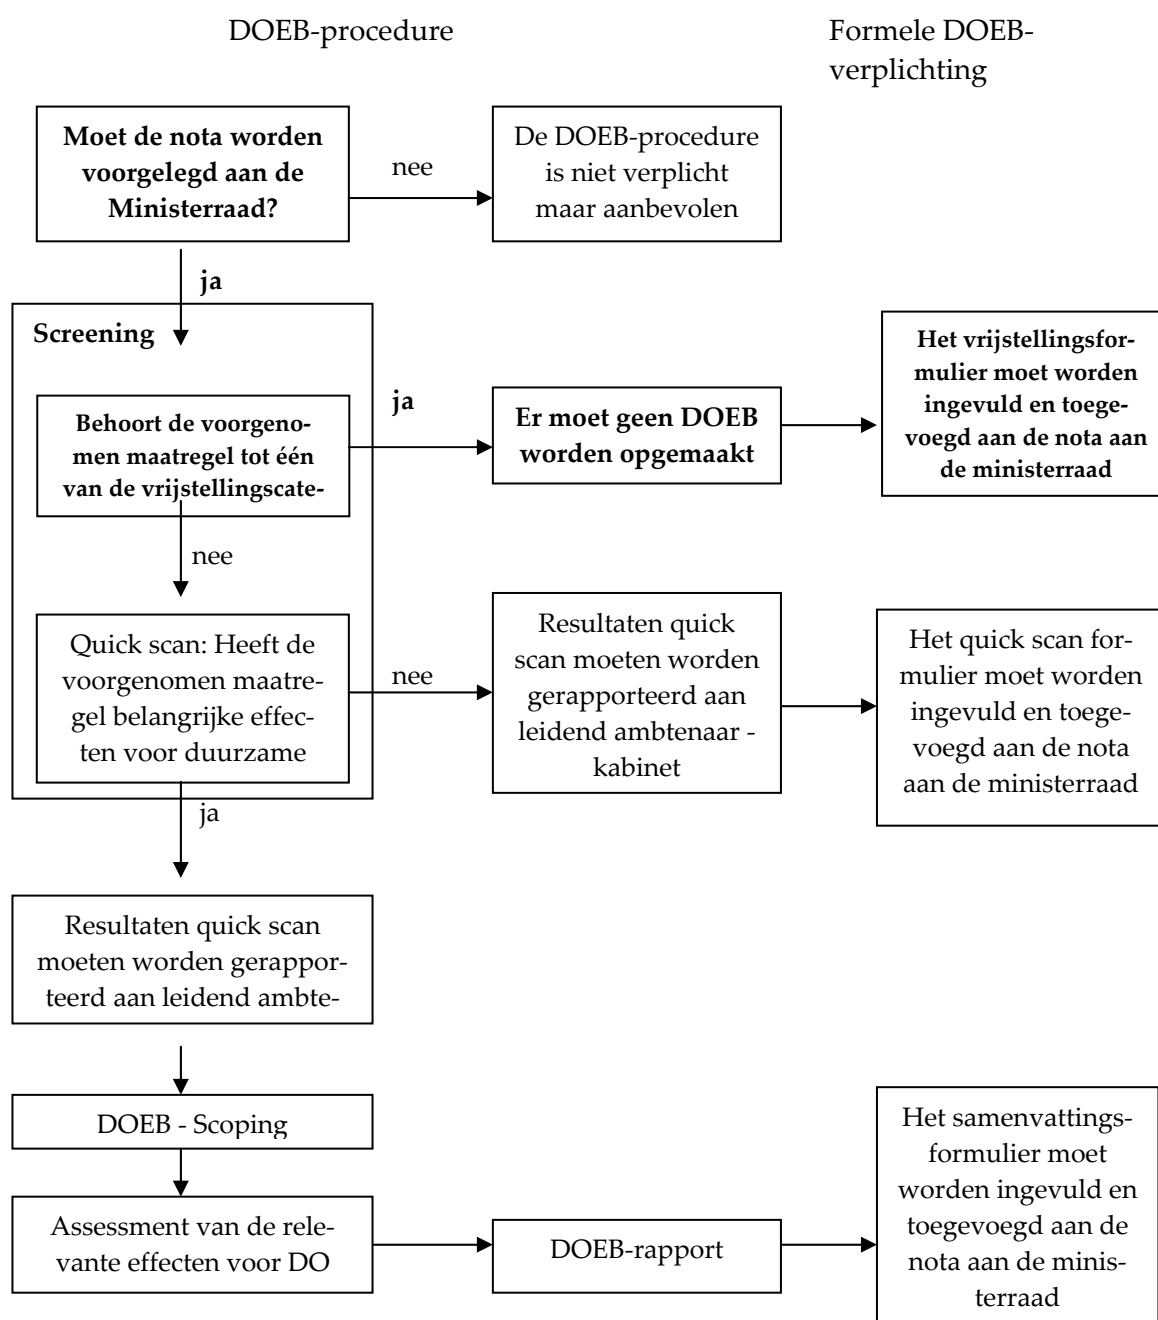 DOEB-procedure
Formele DOEB-
verplichting
Moet de nota worden
voorgelegd aan de
Ministerraad?
nee
De DOEB-procedure
is niet verplicht
maar aanbevolen
ja
Screening
Behoort de voorgeno-
men maatregel tot één
van de vrijstellingscate-
ja
Er moet geen DOEB
worden opgemaakt
Het vrijstellingsfor-
mulier moet worden
ingevuld en toege-
voegd aan de nota aan
de ministerraad
nee
Quick scan: Heeft de
voorgenomen maatre-
gel belangrijke effec-
ten voor duurzame
nee
Resultaten quick
scan moeten worden
gerapporteerd aan
leidend ambtenaar -
kabinet
Het quick scan for-
mulier moet worden
ingevuld en toege-
voegd aan de nota
aan de ministerraad
ja
Resultaten quick scan
moeten worden gerappor-
teerd aan leidend ambte-
DOEB - Scoping
Assessment van de rele-
vante effecten voor DO
DOEB-rapport
Het samenvattings-
formulier moet
worden ingevuld en
toegevoegd aan de
nota aan de minis-
terraad